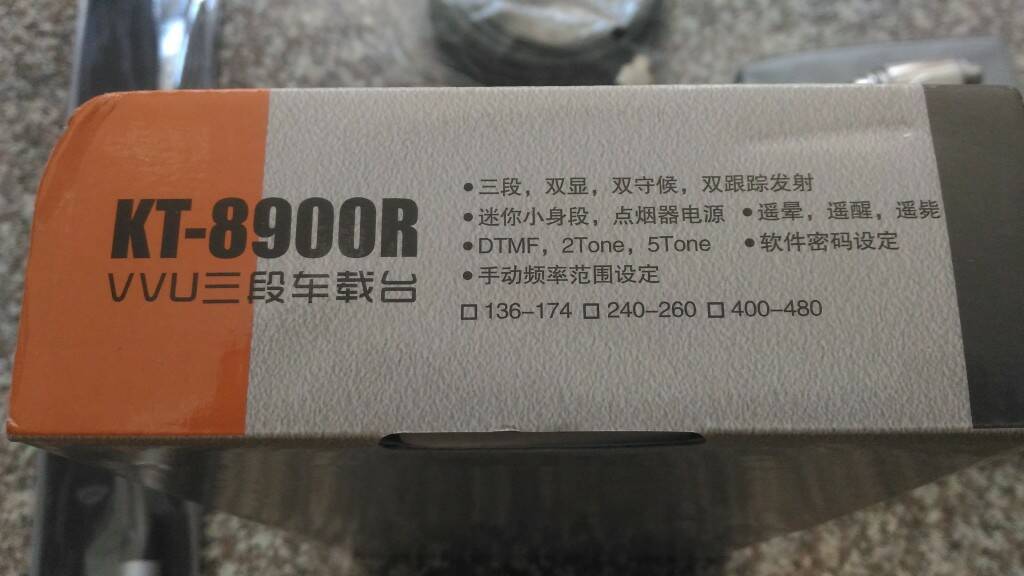 KT-8900R
VVU三段车载台
•三段，双显，双守候，双跟踪发射
•迷你小身段，点烟器电源 •遥晕，遥醒，遥毙
•DTMF，2Tone，5Tone •软件密码设定
•手动频率范围设定
□136-174 □240-260 □400-480